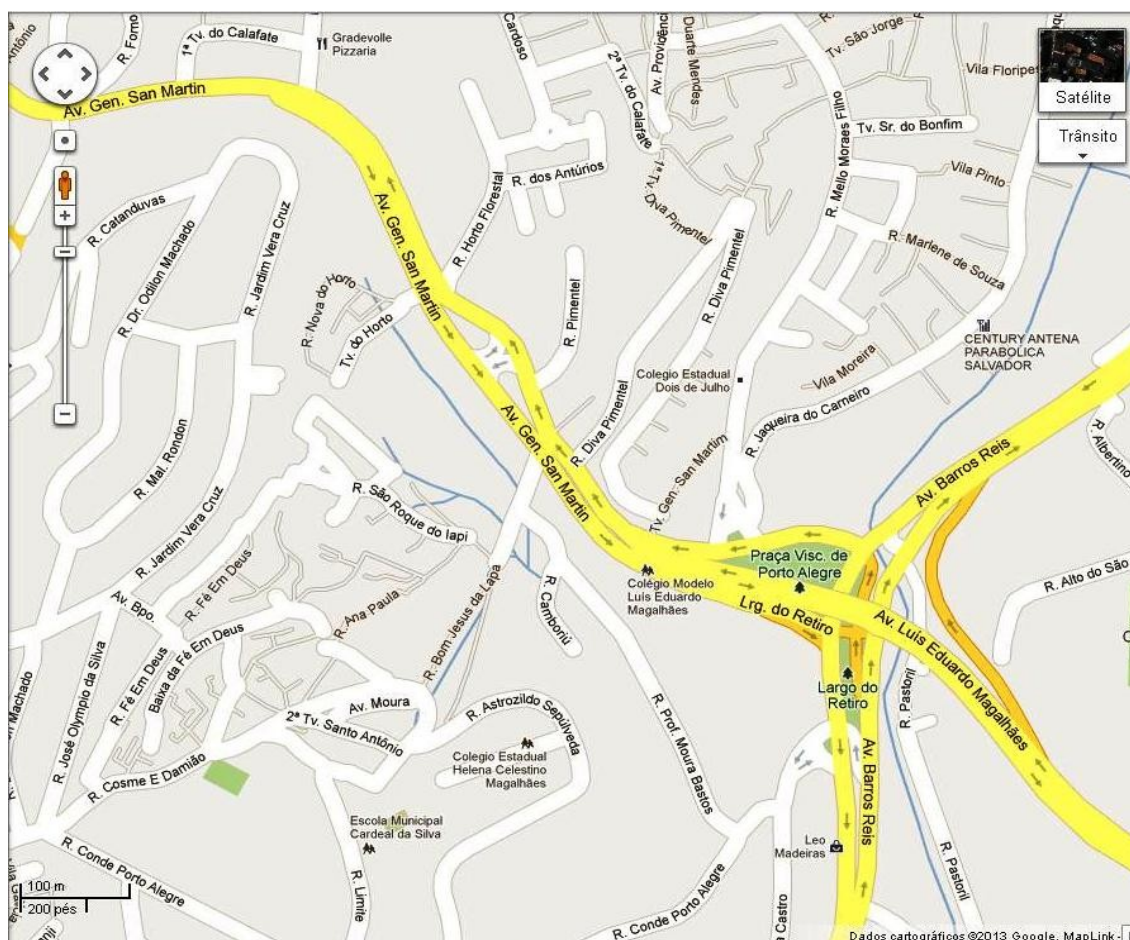 1ª Tv. do Calafate
Gradevolle
Pizzaria
Cardoso
2ª Tv. do Calafate
Av. Providência
Duarte Mendes
R. São Jorge
Tv. São Jorge
Vila Floripes
Satélite
Trânsito
Antônio
R. Forno
Av. Gen. San Martin
R. Mello Moraes Filho
Tv. Sr. do Bonfim
Vila Pinto
R. dos Antúrios
1ª Tv. Diva Pimentel
R. Catanduvas
R. Dr. Odilon Machado
R. Jardim Vera Cruz
Av. Gen. San Martin
R. Horto Florestal
R. Marlene de Souza
R. Nova do Horto
Tv. do Horto
R. Pimentel
R. Diva Pimentel
CENTURY ANTENA
PARABOLICA
SALVADOR
Colegio Estadual
Dois de Julho
Vila Moreira
R. Jaqueira do Carneiro
R. Mal. Rondon
Av. Gen. San Martin
R. Diva Pimentel
Tv. Gen. San Martim
Av. Barros Reis
R. Albertino
R. São Roque do Iapi
R. Jardim Vera Cruz
R. Fé Em Deus
Praça Visc. de
Porto Alegre
Colégio Modelo
Luis Eduardo
Magalhães
Lrg. do Retiro
Av. Luis Eduardo Magalhães
R. Alto do São
Av. Bpo.
R. Ana Paula
R. Bom Jesus da Lapa
R. Camboriú
Machado
R. José Olympio da Silva
R. Fé Em Deus
Baixa da Fé Em Deus
Av. Moura
2ª Tv. Santo Antônio
R. Astrozildo Sepúlveda
Largo do
Retiro
R. Pastoril
Colegio Estadual
Helena Celestino
Magalhães
R. Prof. Moura Bastos
Av. Barros Reis
R. Cosme E Damião
Escola Municipal
Cardeal da Silva
Leo
Madeiras
R. Conde Porto Alegre
R. Limite
R. Conde Porto Alegre
Castro
R. Pastoril
100 m
200 pés
Dados cartográficos ©2013 Google, MapLink -